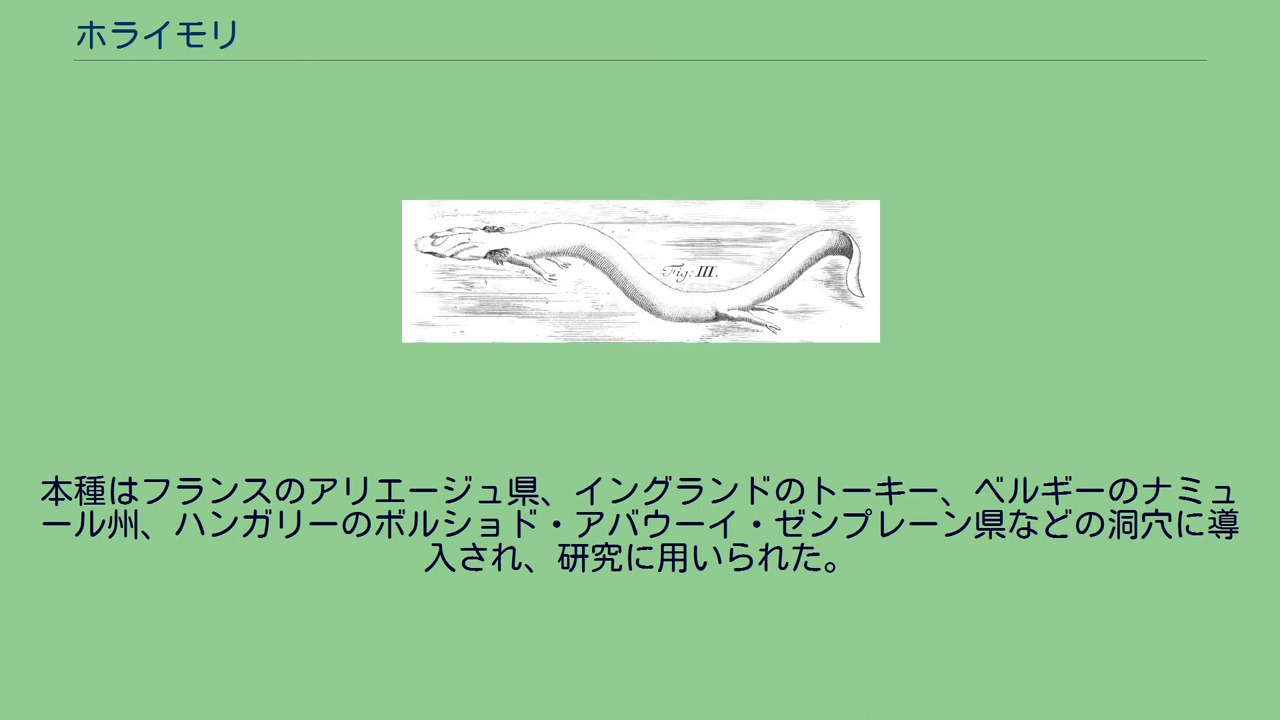 ホライモリ
Fig: III.
本種はフランスのアリエージュ県、イングランドのトーキー、ベルギーのナミュ
ール州、ハンガリーのボルショド・アバウーイ・ゼンプレーン県などの洞穴に導
入され、研究に用いられた。